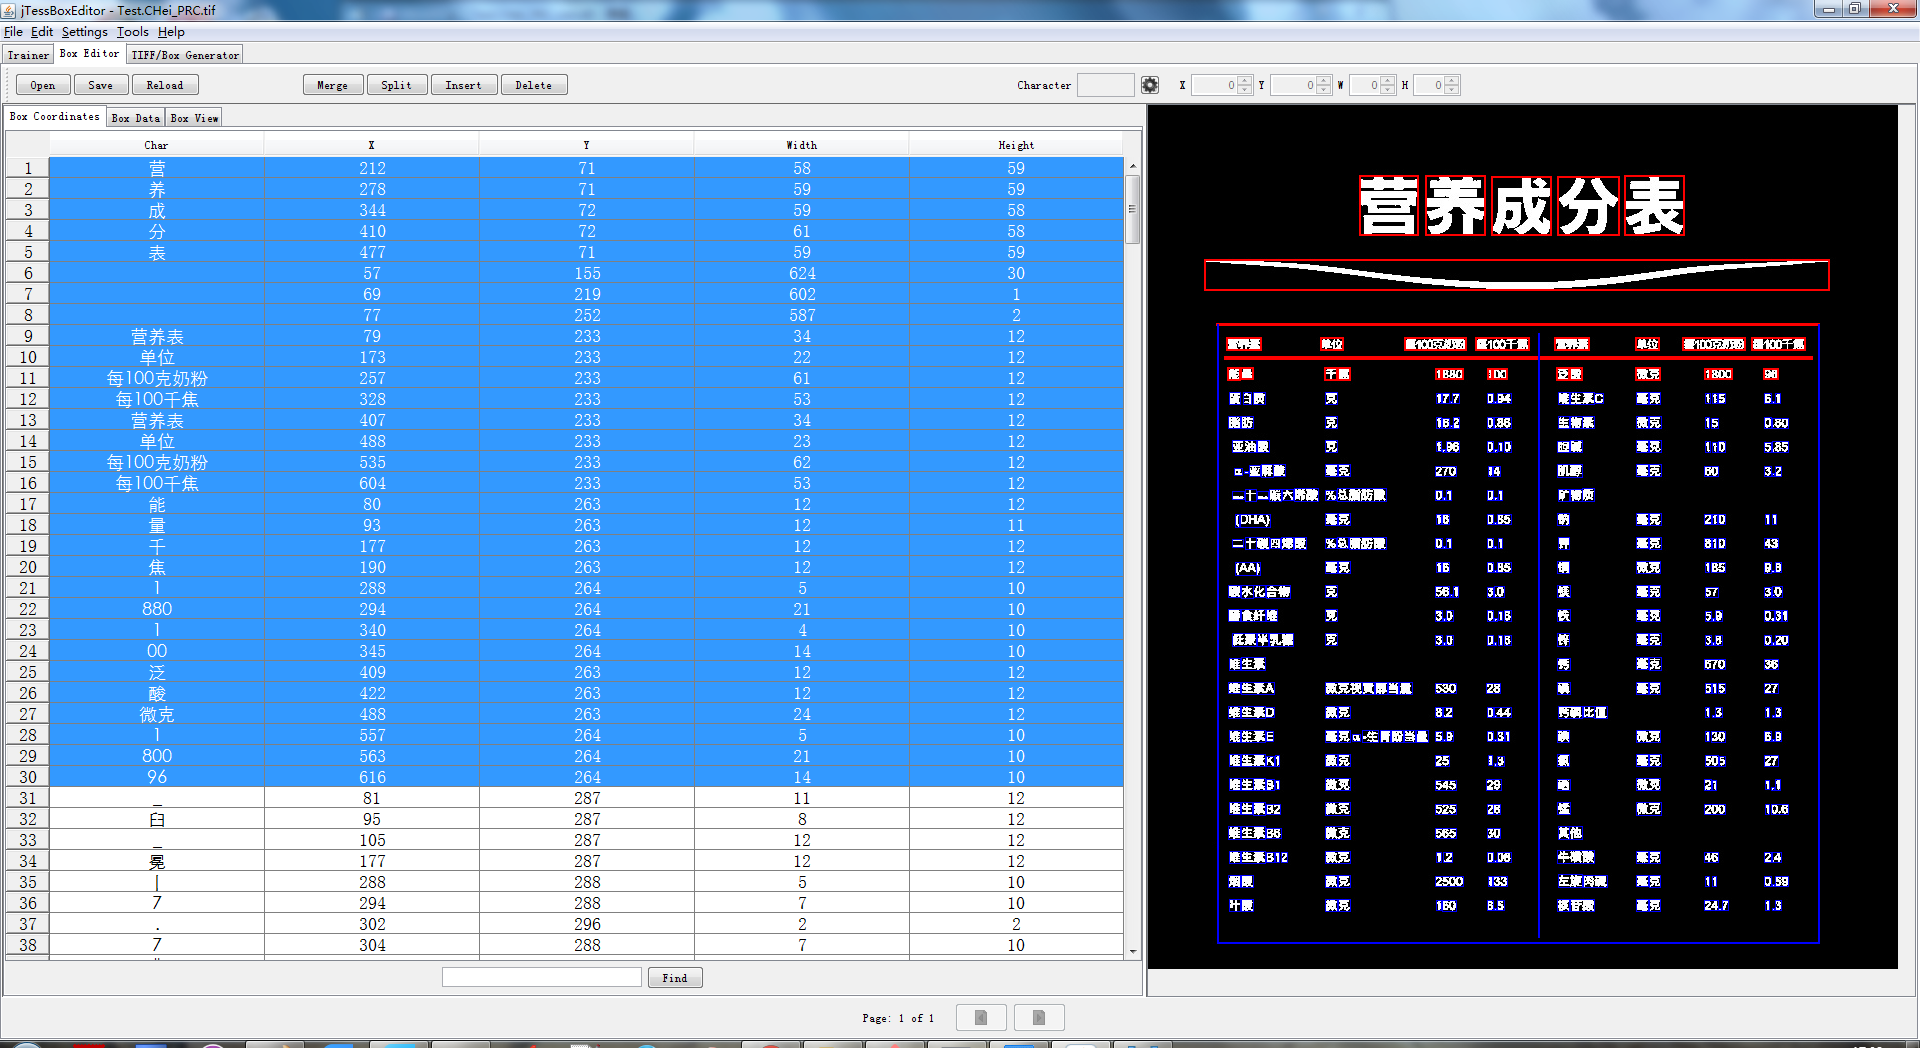 jTessBoxEditor - Test.CHei_PRC.tif
File Edit Settings Tools Help
Trainer Box Editor TIFF/Box Generator
Open Save Reload Merge Split Insert Delete Character X 0 Y 0 W 0 H 0
Box Coordinates Box Data Box View
Char X Y Width Height
1 营 212 71 58 59
2 养 278 71 59 59
3 成 344 72 59 58
4 分 410 72 61 58
5 表 477 71 59 59
6 57 155 624 30
7 69 219 602 1
8 77 252 587 2
9 营养表 79 233 34 12
10 单位 173 233 22 12
11 每100克奶粉 257 233 61 12
12 每100千焦 328 233 53 12
13 营养表 407 233 34 12
14 单位 488 233 23 12
15 每100克奶粉 535 233 62 12
16 每100千焦 604 233 53 12
17 能 80 263 12 12
18 量 93 263 12 11
19 千 177 263 12 12
20 焦 190 263 12 12
21 1 288 264 5 10
22 880 294 264 21 10
23 1 340 264 4 10
24 00 345 264 14 10
25 泛 409 263 12 12
26 酸 422 263 12 12
27 微克 488 263 24 12
28 1 557 264 5 10
29 800 563 264 21 10
30 96 616 264 14 10
31 _ 81 287 11 12
32 臼 95 287 8 12
33 _ 105 287 12 12
34 冕 177 287 12 12
35 | 288 288 5 10
36 7 294 288 7 10
37 . 302 296 2 2
38 7 304 288 7 10
Find
Page: 1 of 1
营养成分表
营养素 单位 每100克奶粉 每100千焦 营养素 单位 每100克奶粉 每100千焦
能量 千焦 1880 100 泛酸 微克 1800 96
蛋白质 克 17.7 0.94 维生素C 毫克 115 6.1
脂肪 克 16.2 0.86 生物素 微克 15 0.80
亚油酸 克 1.96 0.10 胆碱 毫克 110 5.85
α-亚麻酸 毫克 270 14 肌醇 毫克 60 3.2
二十二碳六烯酸 %总脂肪酸 0.1 0.1 矿物质
(DHA) 毫克 16 0.85 钠 毫克 210 11
二十碳四烯酸 %总脂肪酸 0.1 0.1 钾 毫克 810 43
(AA) 毫克 16 0.85 铜 微克 185 9.8
碳水化合物 克 56.1 3.0 镁 毫克 57 3.0
膳食纤维 克 3.0 0.16 铁 毫克 5.9 0.31
低聚半乳糖 克 3.0 0.16 锌 毫克 3.8 0.20
维生素 钙 毫克 670 36
维生素A 微克视黄醇当量 530 28 磷 毫克 515 27
维生素D 微克 8.2 0.44 钙磷比值 1.3 1.3
维生素E 毫克α-生育酚当量 5.9 0.31 碘 微克 130 6.9
维生素K1 微克 25 1.3 氯 毫克 505 27
维生素B1 微克 545 29 硒 微克 21 1.1
维生素B2 微克 525 28 锰 微克 200 10.6
维生素B6 微克 565 30 其他
维生素B12 微克 1.2 0.06 牛磺酸 毫克 46 2.4
烟酸 微克 2500 133 左旋肉碱 毫克 11 0.59
叶酸 微克 160 8.5 核苷酸 毫克 24.7 1.3